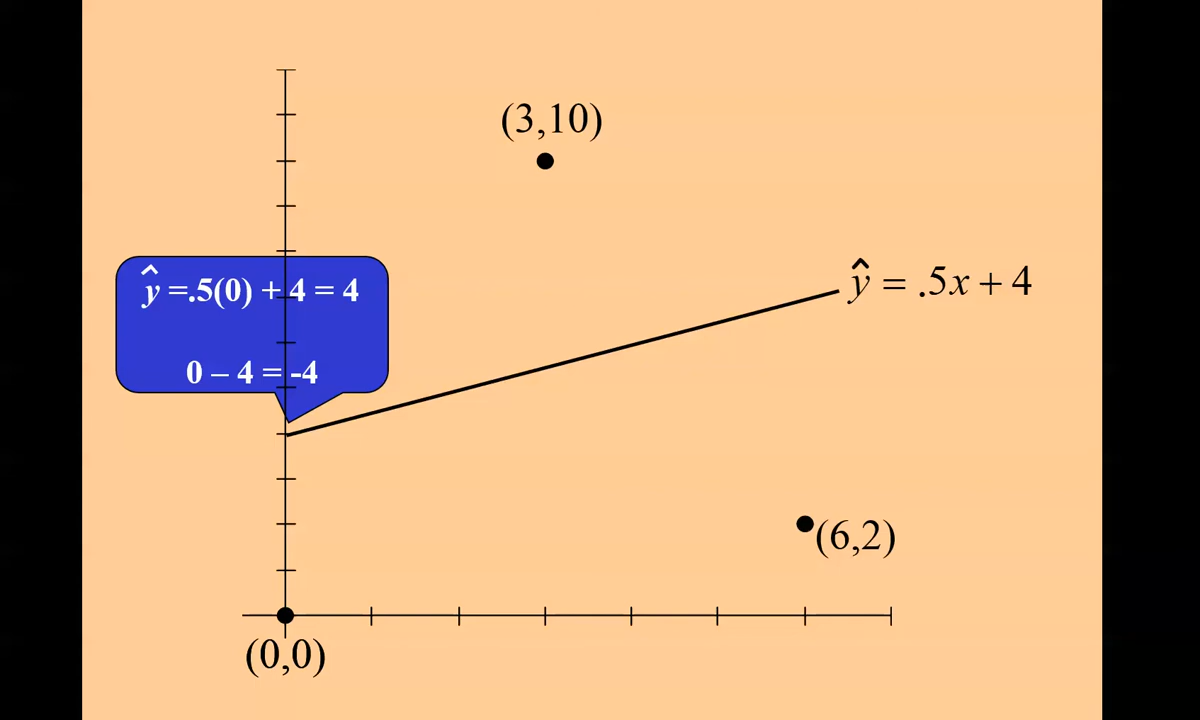 (3,10)
ŷ =.5(0) + 4 = 4
0 – 4 = -4
ŷ = .5x + 4
(6,2)
(0,0)